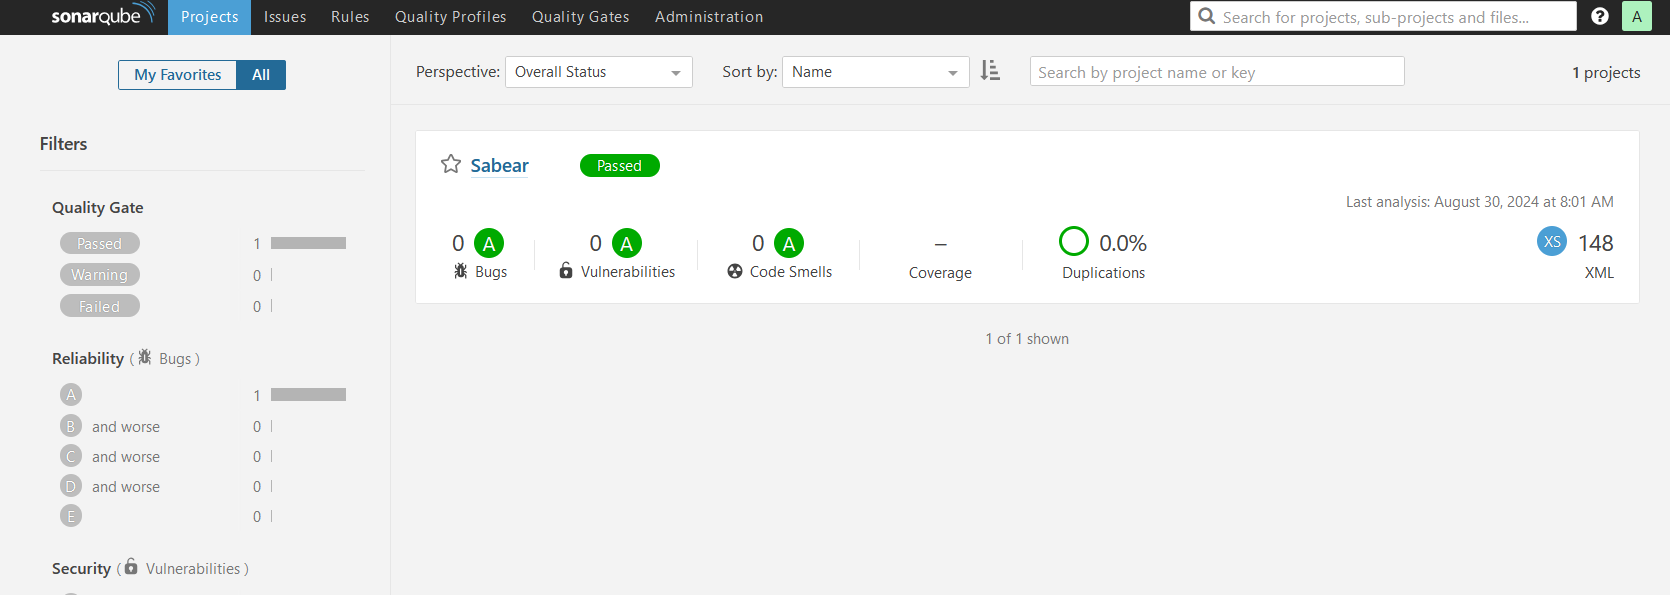 sonarqube Projects Issues Rules Quality Profiles Quality Gates Administration Search for projects, sub-projects and files... ? A
My Favorites All
Perspective: Overall Status Sort by: Name Search by project name or key 1 projects
Filters
Quality Gate
Passed 1
Warning 0
Failed 0
Reliability ( Bugs )
A 1
B and worse 0
C and worse 0
D and worse 0
E 0
Security ( Vulnerabilities )
Sabear Passed
Last analysis: August 30, 2024 at 8:01 AM
0 A 0 A 0 A – 0.0% XS 148
Bugs Vulnerabilities Code Smells Coverage Duplications XML
1 of 1 shown